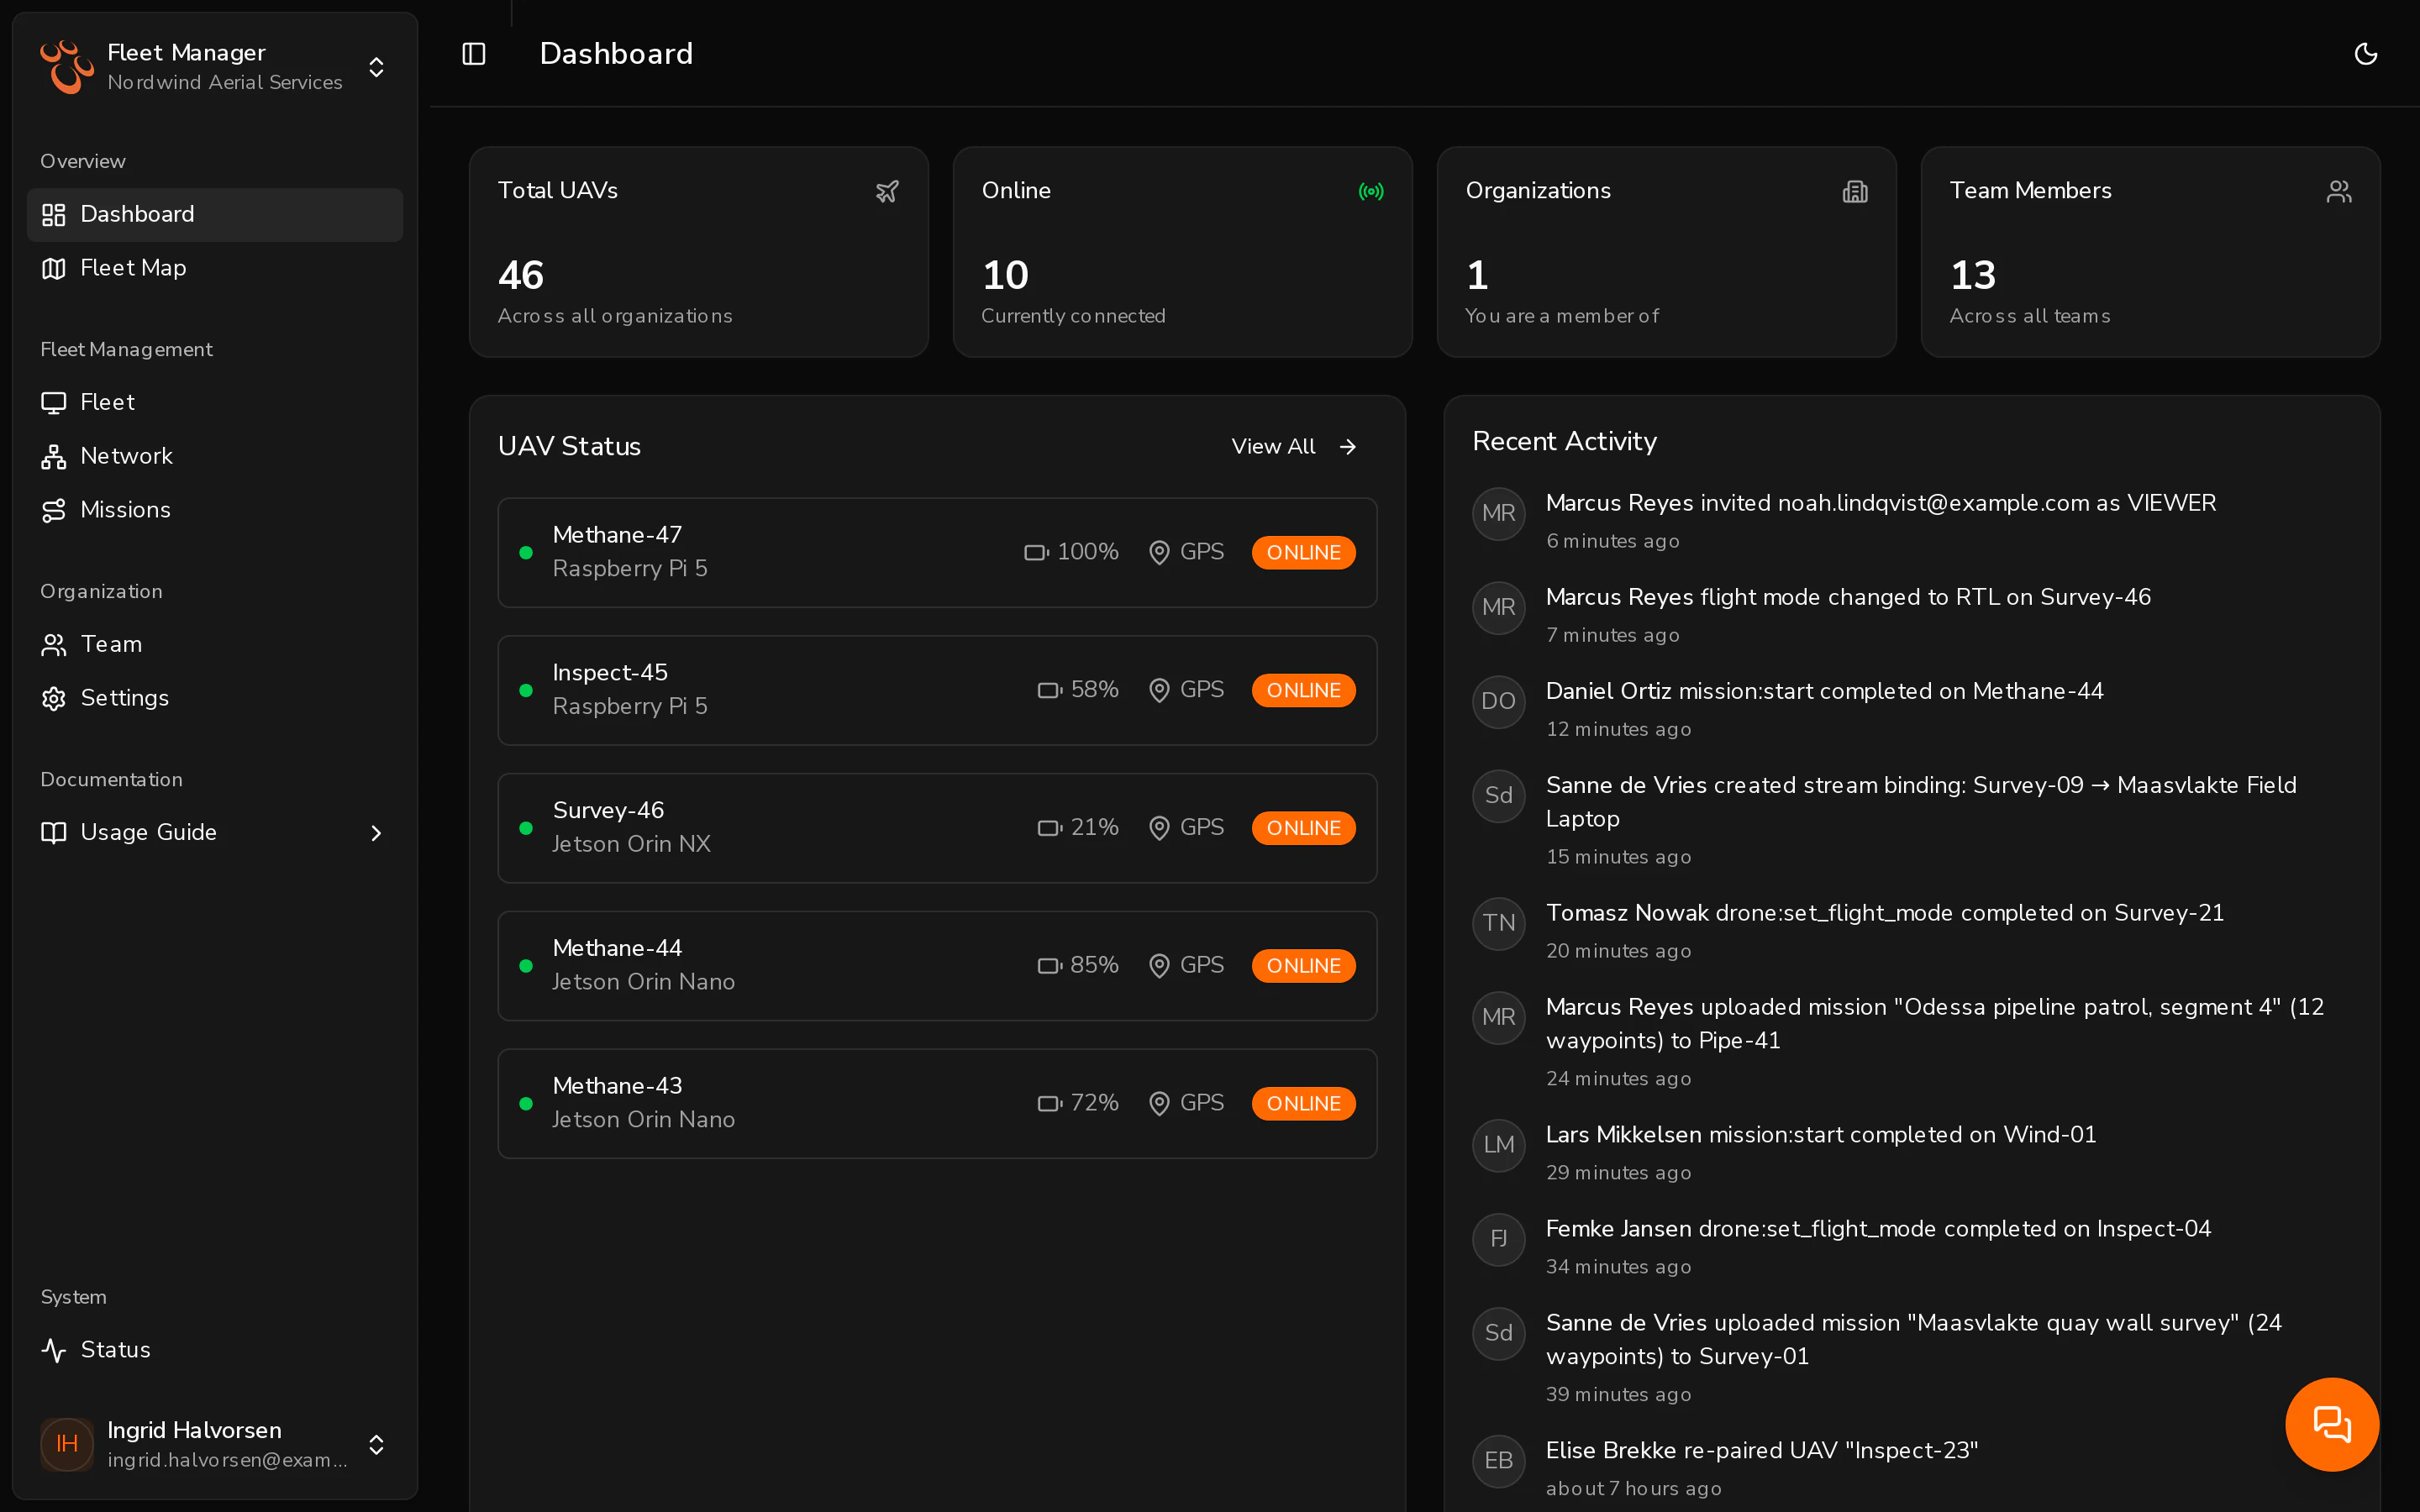 Fleet Manager
Nordwind Aerial Services
Overview
Dashboard
Fleet Map
Fleet Management
Fleet
Network
Missions
Organization
Team
Settings
Documentation
Usage Guide
System
Status
IH
Ingrid Halvorsen
ingrid.halvorsen@exam...
Dashboard
Total UAVs
46
Across all organizations
Online
10
Currently connected
Organizations
1
You are a member of
Team Members
13
Across all teams
UAV Status
View All
Methane-47
Raspberry Pi 5
100%
GPS
ONLINE
Inspect-45
Raspberry Pi 5
58%
GPS
ONLINE
Survey-46
Jetson Orin NX
21%
GPS
ONLINE
Methane-44
Jetson Orin Nano
85%
GPS
ONLINE
Methane-43
Jetson Orin Nano
72%
GPS
ONLINE
Recent Activity
MR
Marcus Reyes invited noah.lindqvist@example.com as VIEWER
6 minutes ago
MR
Marcus Reyes flight mode changed to RTL on Survey-46
7 minutes ago
DO
Daniel Ortiz mission:start completed on Methane-44
12 minutes ago
Sd
Sanne de Vries created stream binding: Survey-09 → Maasvlakte Field
Laptop
15 minutes ago
TN
Tomasz Nowak drone:set_flight_mode completed on Survey-21
20 minutes ago
MR
Marcus Reyes uploaded mission "Odessa pipeline patrol, segment 4" (12
waypoints) to Pipe-41
24 minutes ago
LM
Lars Mikkelsen mission:start completed on Wind-01
29 minutes ago
FJ
Femke Jansen drone:set_flight_mode completed on Inspect-04
34 minutes ago
Sd
Sanne de Vries uploaded mission "Maasvlakte quay wall survey" (24
waypoints) to Survey-01
39 minutes ago
EB
Elise Brekke re-paired UAV "Inspect-23"
about 7 hours ago